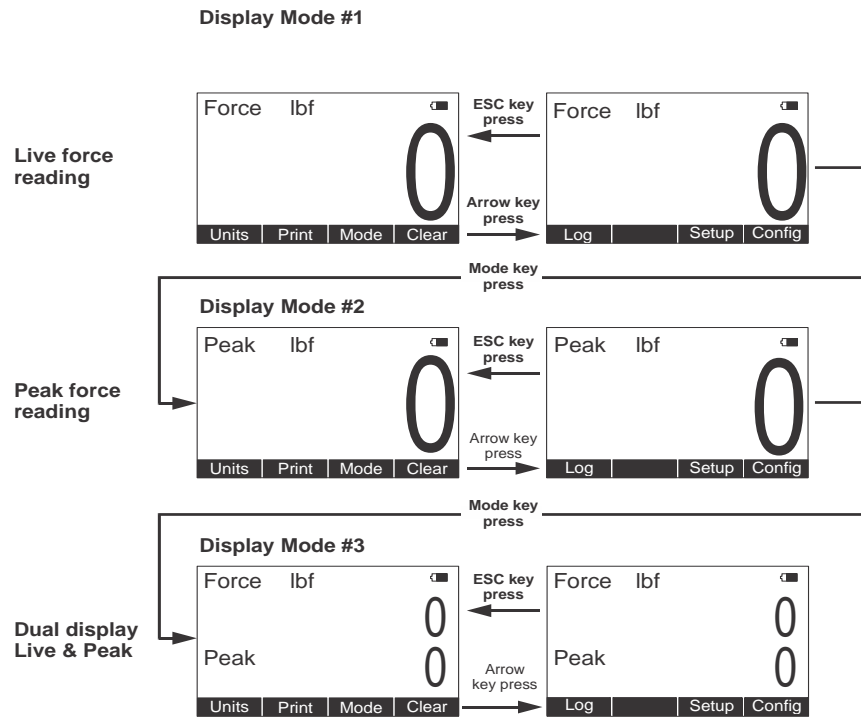 Display Mode #1
Live force
reading
Force lbf
0
Units Print Mode Clear
ESC key
press
Arrow key
press
Force lbf
0
Log Setup Config
Mode key
press
Display Mode #2
Peak force
reading
Peak lbf
0
Units Print Mode Clear
ESC key
press
Arrow key
press
Peak lbf
0
Log Setup Config
Mode key
press
Display Mode #3
Dual display
Live & Peak
Force lbf
0
Peak 0
Units Print Mode Clear
ESC key
press
Arrow
key press
Force lbf
0
Peak 0
Log Setup Config